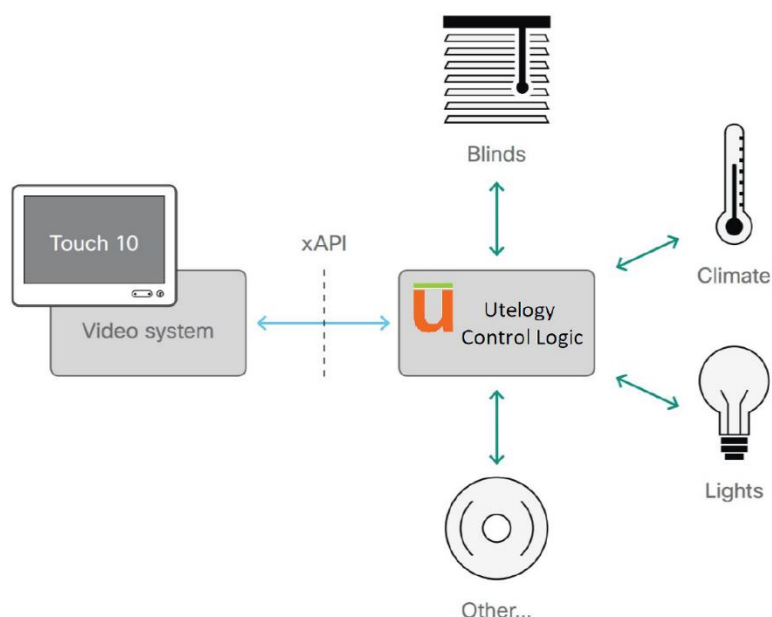 Blinds
Touch 10
xAPI
Climate
Video system
u
Utelogy
Control Logic
Lights
Other...